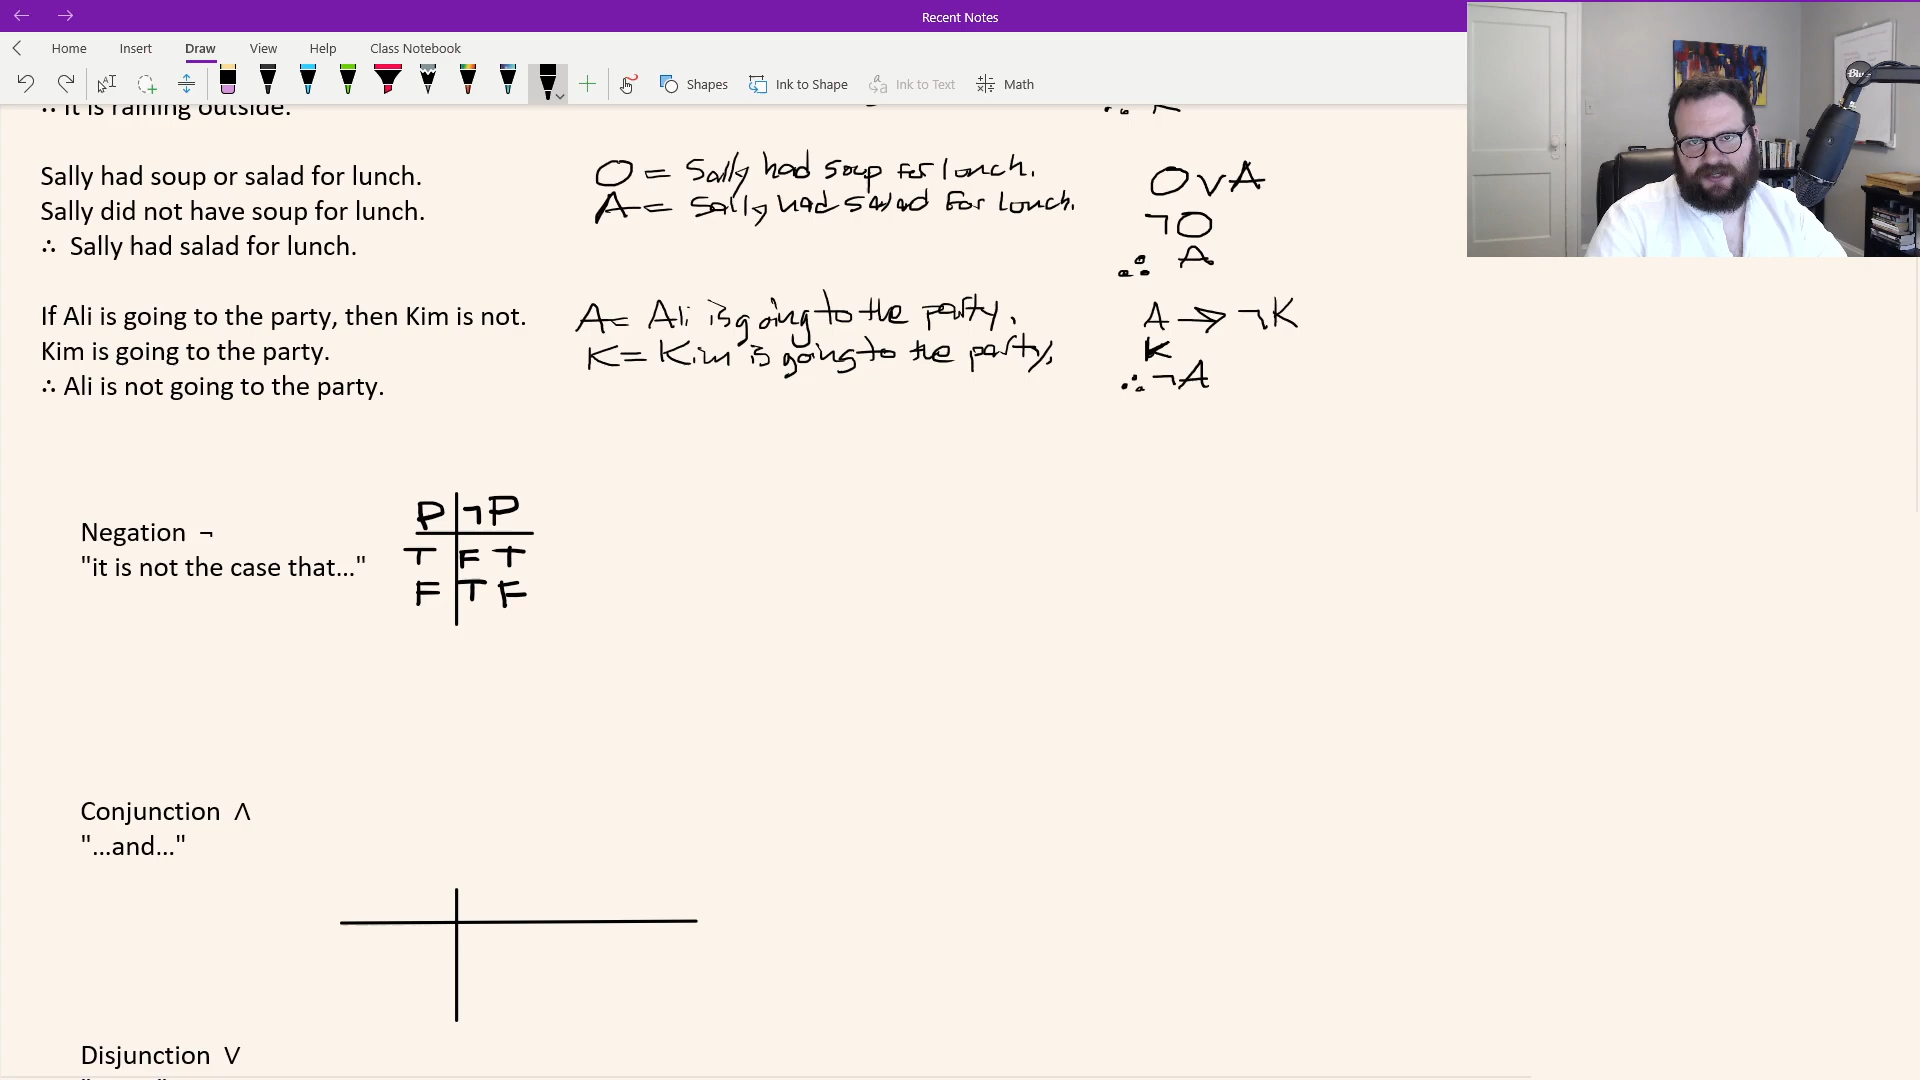 Recent Notes
Home Insert Draw View Help Class Notebook
Shapes Ink to Shape Ink to Text Math
∴ It is raining outside. ∴ R
Sally had soup or salad for lunch. O = Sally had soup for lunch. O ∨ A
Sally did not have soup for lunch. A = Sally had salad for lunch. ¬O
∴ Sally had salad for lunch. ∴ A
If Ali is going to the party, then Kim is not. A = Ali is going to the party. A → ¬K
Kim is going to the party. K = Kim is going to the party. K
∴ Ali is not going to the party. ∴ ¬A
P ¬P
Negation ¬
T F T
"it is not the case that..."
F T F
Conjunction ∧
"...and..."
Disjunction ∨